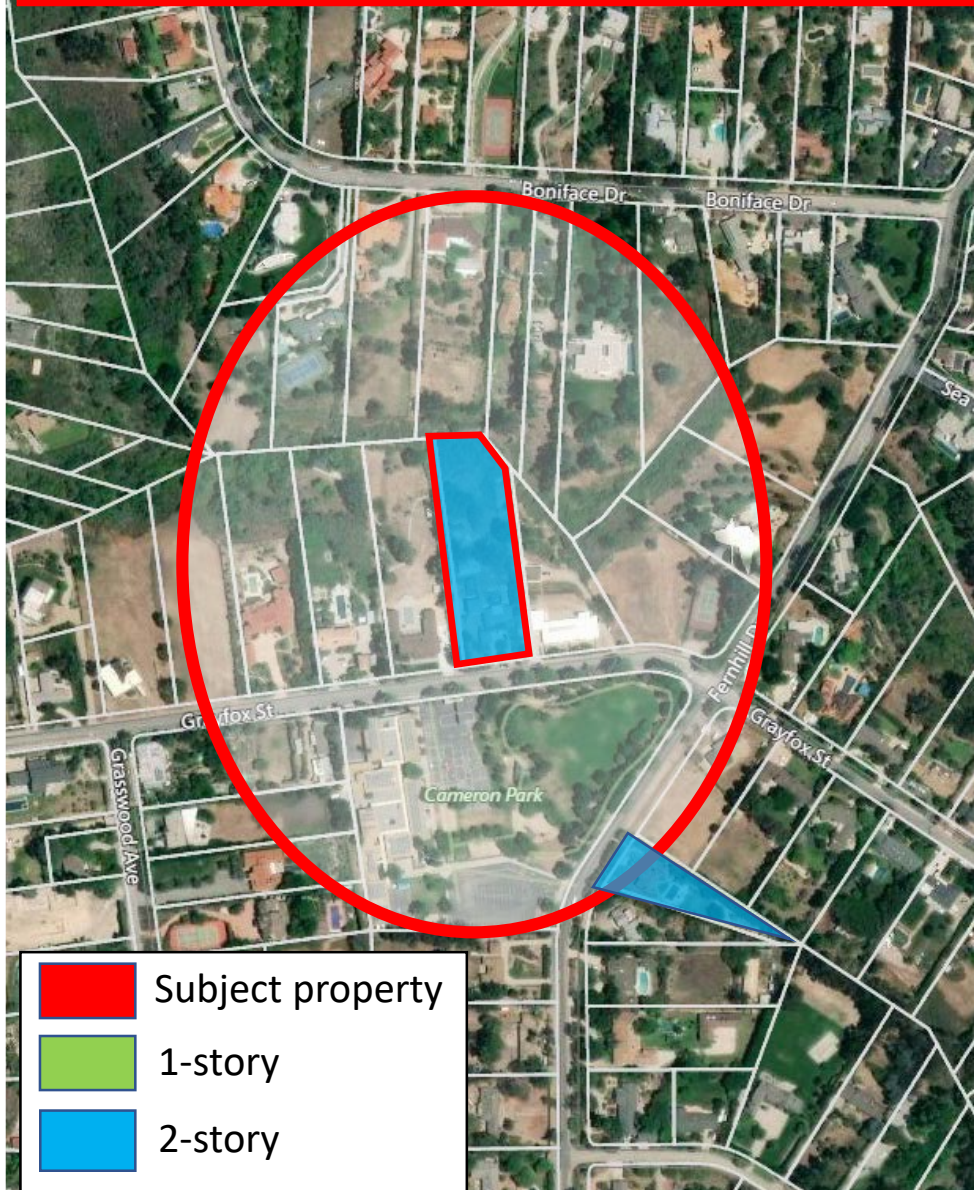 Boniface Dr
Boniface Dr
Sea
Fernhill D
Grayfox St
Grayfox St
Grasswood Ave
Cameron Park
Subject property
1-story
2-story